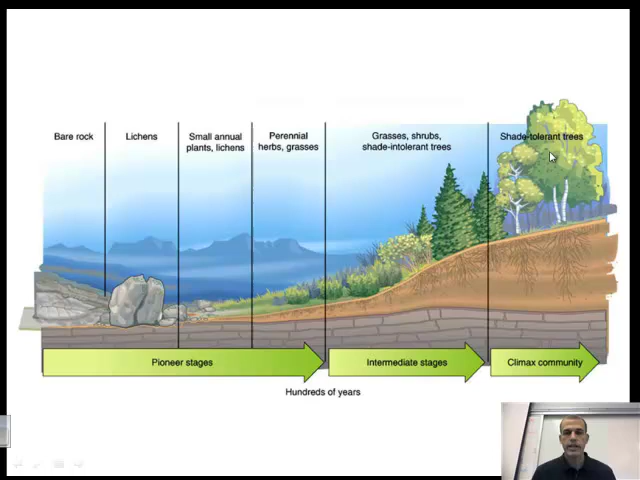 Bare rock
Lichens
Small annual
plants, lichens
Perennial
herbs, grasses
Grasses, shrubs,
shade-intolerant trees
Shade-tolerant trees
Pioneer stages
Intermediate stages
Climax community
Hundreds of years